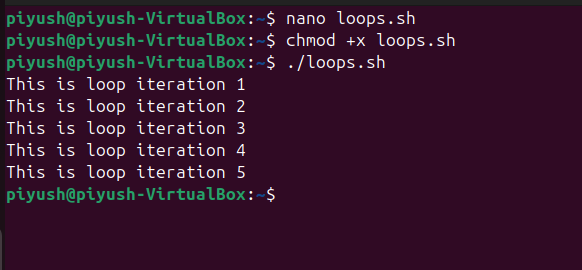 piyush@piyush-VirtualBox:~$ nano loops.sh
piyush@piyush-VirtualBox:~$ chmod +x loops.sh
piyush@piyush-VirtualBox:~$ ./loops.sh
This is loop iteration 1
This is loop iteration 2
This is loop iteration 3
This is loop iteration 4
This is loop iteration 5
piyush@piyush-VirtualBox:~$